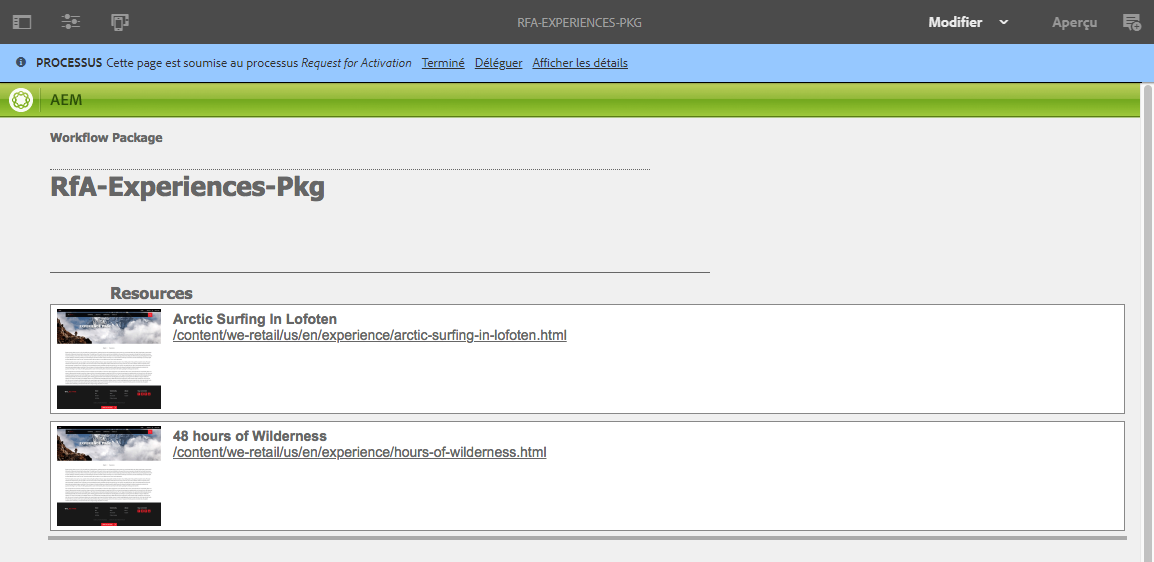 RFA-EXPERIENCES-PKG Modifier Aperçu
PROCESSUS Cette page est soumise au processus Request for Activation Terminé Déléguer Afficher les détails
AEM
Workflow Package
RfA-Experiences-Pkg
Resources
Arctic Surfing In Lofoten
/content/we-retail/us/en/experience/arctic-surfing-in-lofoten.html
48 hours of Wilderness
/content/we-retail/us/en/experience/hours-of-wilderness.html